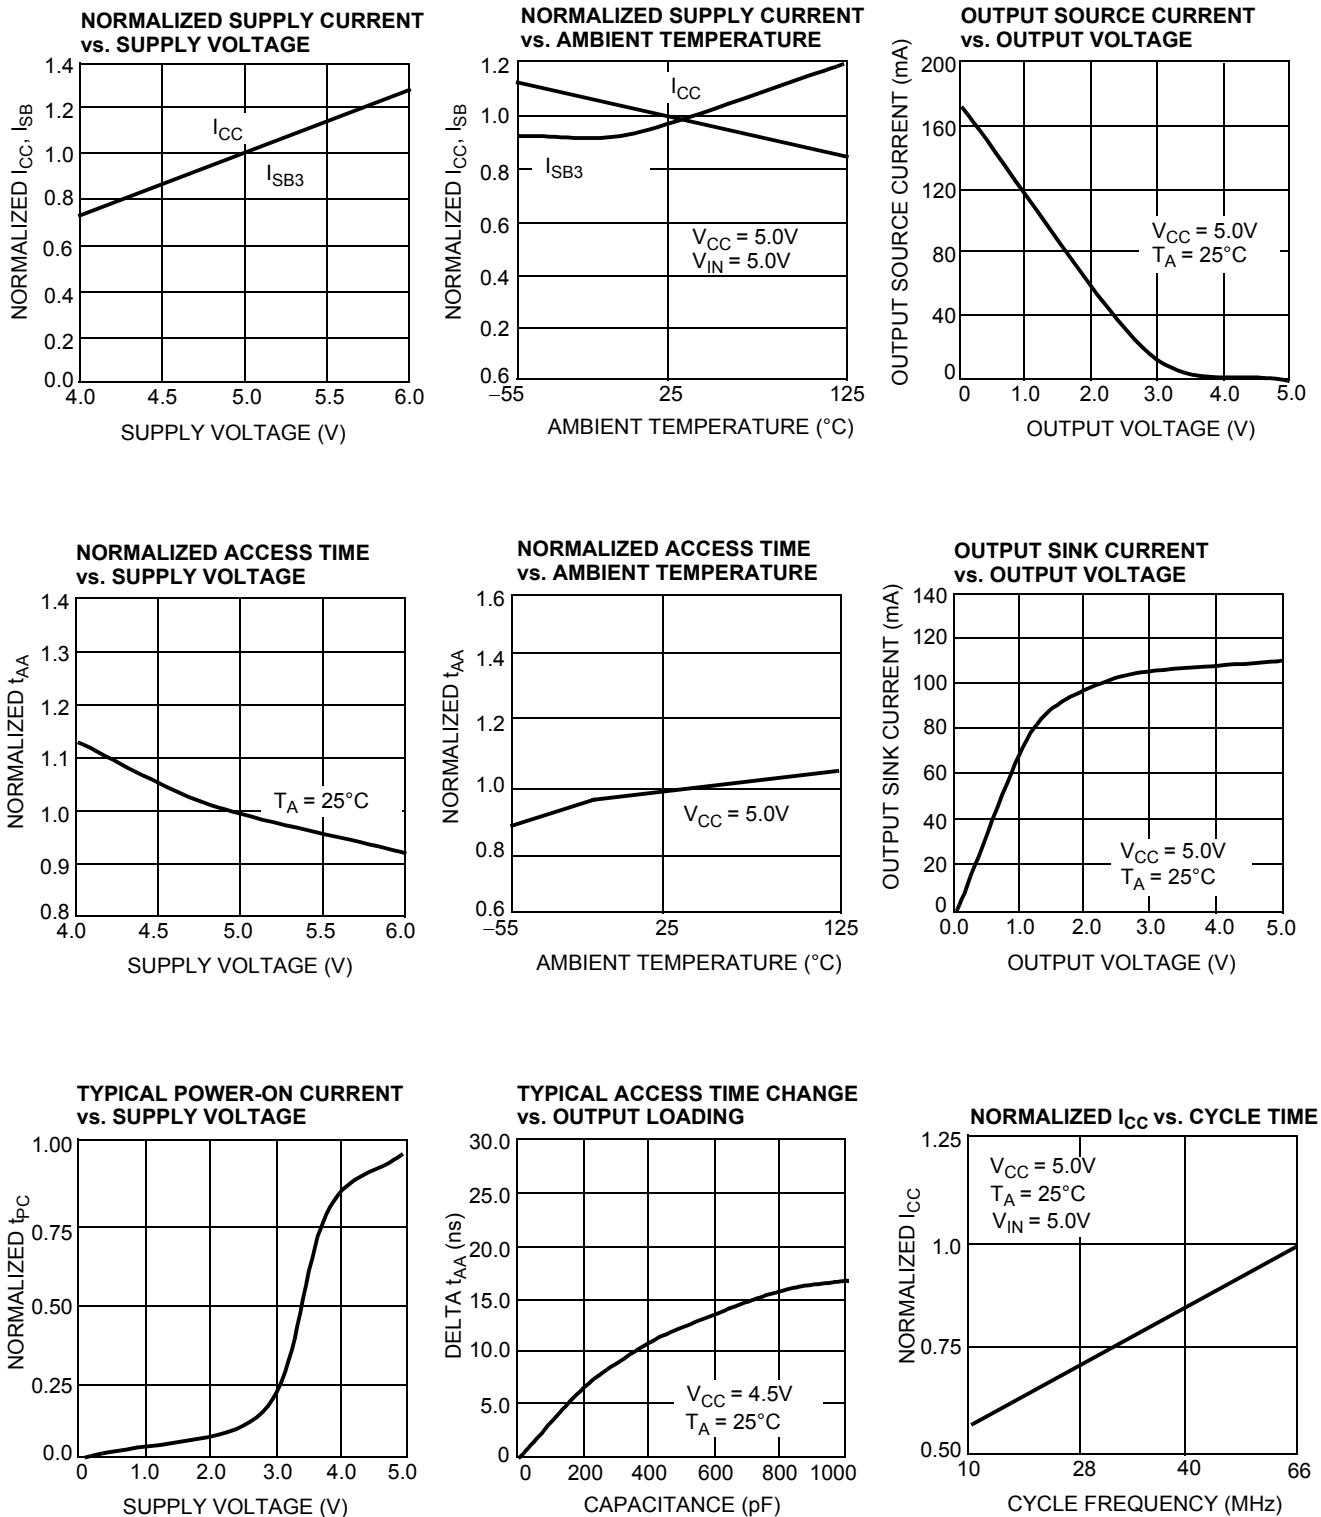 NORMALIZED SUPPLY CURRENT
vs. SUPPLY VOLTAGE
1.4
1.2
1.0
0.8
0.6
0.4
0.2
0.0
NORMALIZED ICC, ISB
ICC
ISB3
4.0 4.5 5.0 5.5 6.0
SUPPLY VOLTAGE (V)
NORMALIZED SUPPLY CURRENT
vs. AMBIENT TEMPERATURE
1.2
1.0
0.8
0.6
0.4
0.2
0.6
NORMALIZED ICC, ISB
ICC
ISB3
VCC = 5.0V
VIN = 5.0V
–55 25 125
AMBIENT TEMPERATURE (°C)
OUTPUT SOURCE CURRENT
vs. OUTPUT VOLTAGE
200
160
120
80
40
0
OUTPUT SOURCE CURRENT (mA)
VCC = 5.0V
TA = 25°C
0 1.0 2.0 3.0 4.0 5.0
OUTPUT VOLTAGE (V)
NORMALIZED ACCESS TIME
vs. SUPPLY VOLTAGE
1.4
1.3
1.2
1.1
1.0
0.9
0.8
NORMALIZED tAA
TA = 25°C
4.0 4.5 5.0 5.5 6.0
SUPPLY VOLTAGE (V)
NORMALIZED ACCESS TIME
vs. AMBIENT TEMPERATURE
1.6
1.4
1.2
1.0
0.8
0.6
NORMALIZED tAA
VCC = 5.0V
–55 25 125
AMBIENT TEMPERATURE (°C)
OUTPUT SINK CURRENT
vs. OUTPUT VOLTAGE
140
120
100
80
60
40
20
0
OUTPUT SINK CURRENT (mA)
VCC = 5.0V
TA = 25°C
0.0 1.0 2.0 3.0 4.0 5.0
OUTPUT VOLTAGE (V)
TYPICAL POWER-ON CURRENT
vs. SUPPLY VOLTAGE
1.00
0.75
0.50
0.25
0.0
NORMALIZED tPC
0 1.0 2.0 3.0 4.0 5.0
SUPPLY VOLTAGE (V)
TYPICAL ACCESS TIME CHANGE
vs. OUTPUT LOADING
30.0
25.0
20.0
15.0
10.0
5.0
0
DELTA tAA (ns)
VCC = 4.5V
TA = 25°C
0 200 400 600 800 1000
CAPACITANCE (pF)
NORMALIZED ICC vs. CYCLE TIME
1.25
1.0
0.75
0.50
NORMALIZED ICC
VCC = 5.0V
TA = 25°C
VIN = 5.0V
10 28 40 66
CYCLE FREQUENCY (MHz)